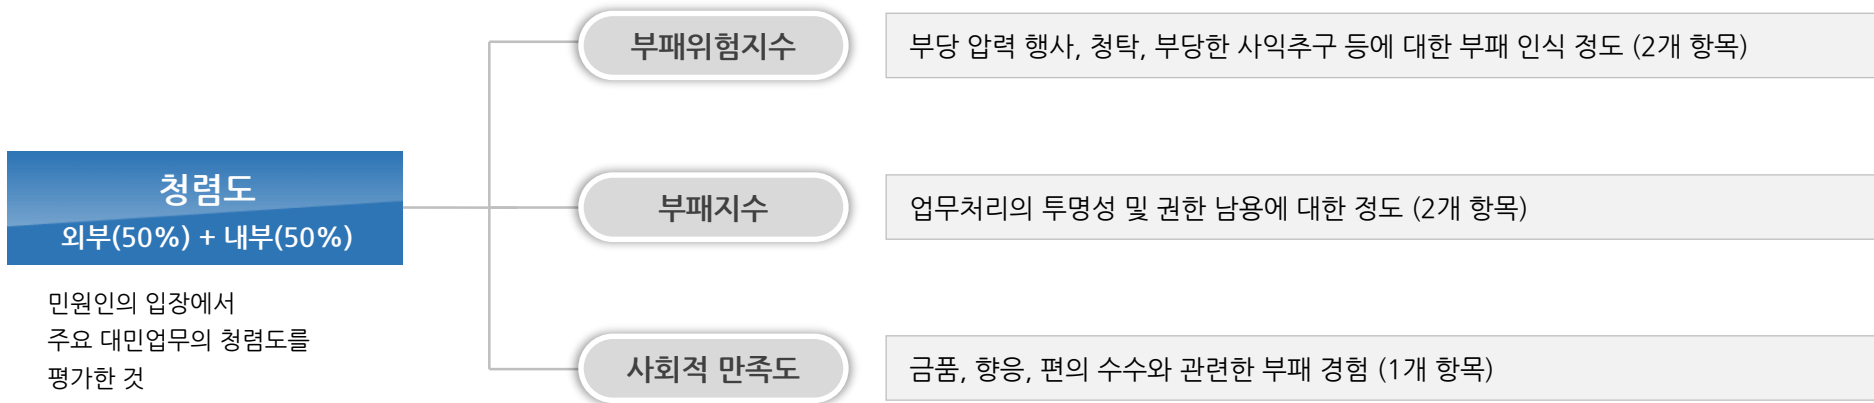 부패위험지수
부당 압력 행사, 청탁, 부당한 사익추구 등에 대한 부패 인식 정도 (2개 항목)
청렴도
외부(50%) + 내부(50%)
민원인의 입장에서
주요 대민업무의 청렴도를
평가한 것
부패지수
업무처리의 투명성 및 권한 남용에 대한 정도 (2개 항목)
사회적 만족도
금품, 향응, 편의 수수와 관련한 부패 경험 (1개 항목)